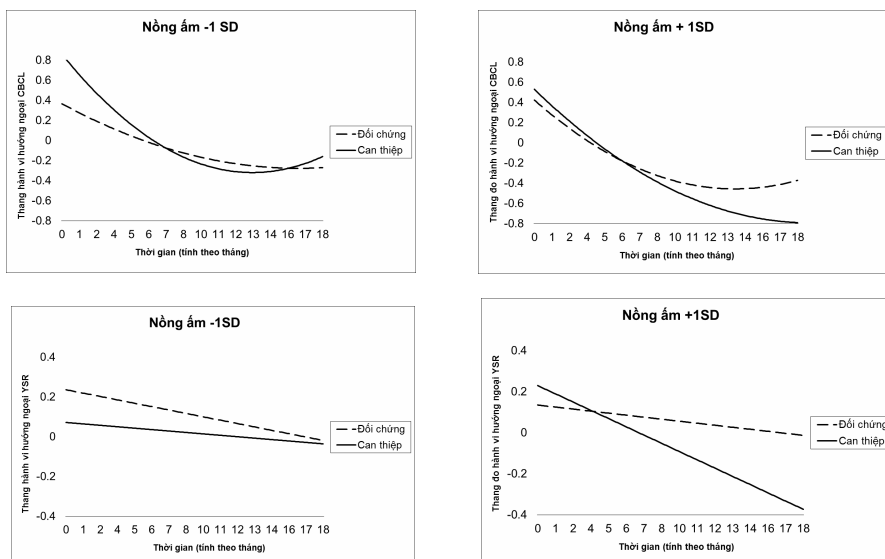 Nồng ấm -1 SD
Thang hành vi hướng ngoại CBCL
0.8
0.6
0.4
0.2
0
-0.2
-0.4
-0.6
-0.8
0 1 2 4 5 6 7 8 10 11 12 13 14 16 17 18
Thời gian (tính theo tháng)
Đối chứng
Can thiệp
Nồng ấm + 1SD
Thang đo hành vi hướng ngoại CBCL
0.8
0.6
0.4
0.2
0
-0.2
-0.4
-0.6
-0.8
0 1 2 4 5 6 7 8 10 11 12 13 14 16 17 18
Thời gian (tính theo tháng)
Đối chứng
Can thiệp
Nồng ấm -1SD
Thang hành vi hướng ngoại YSR
0.4
0.2
0
-0.2
-0.4
0 1 2 4 5 6 7 8 10 11 12 13 14 16 17 18
Thời gian (tính theo tháng)
Đối chứng
Can thiệp
Nồng ấm +1SD
Thang đo hành vi hướng ngoại YSR
0.4
0.2
0
-0.2
-0.4
0 1 2 4 5 6 7 8 10 11 12 13 14 16 17 18
Thời gian (tính theo tháng)
Đối chứng
Can thiệp